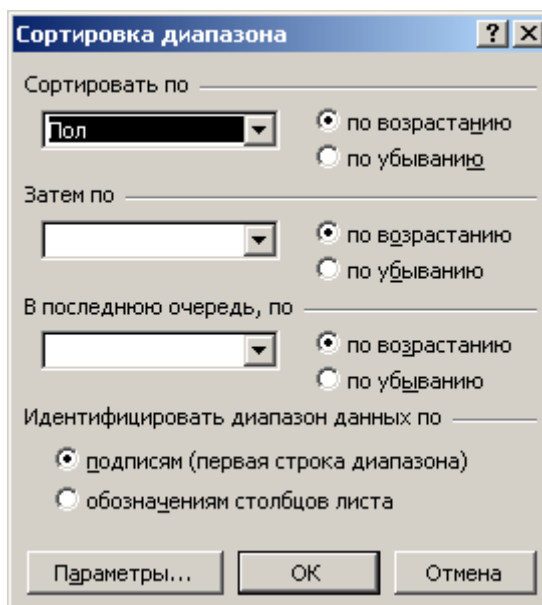 Сортировка диапазона
Сортировать по
Пол
по возрастанию
по убыванию
Затем по
по возрастанию
по убыванию
В последнюю очередь, по
по возрастанию
по убыванию
Идентифицировать диапазон данных по
подписям (первая строка диапазона)
обозначениям столбцов листа
Параметры... ОК Отмена